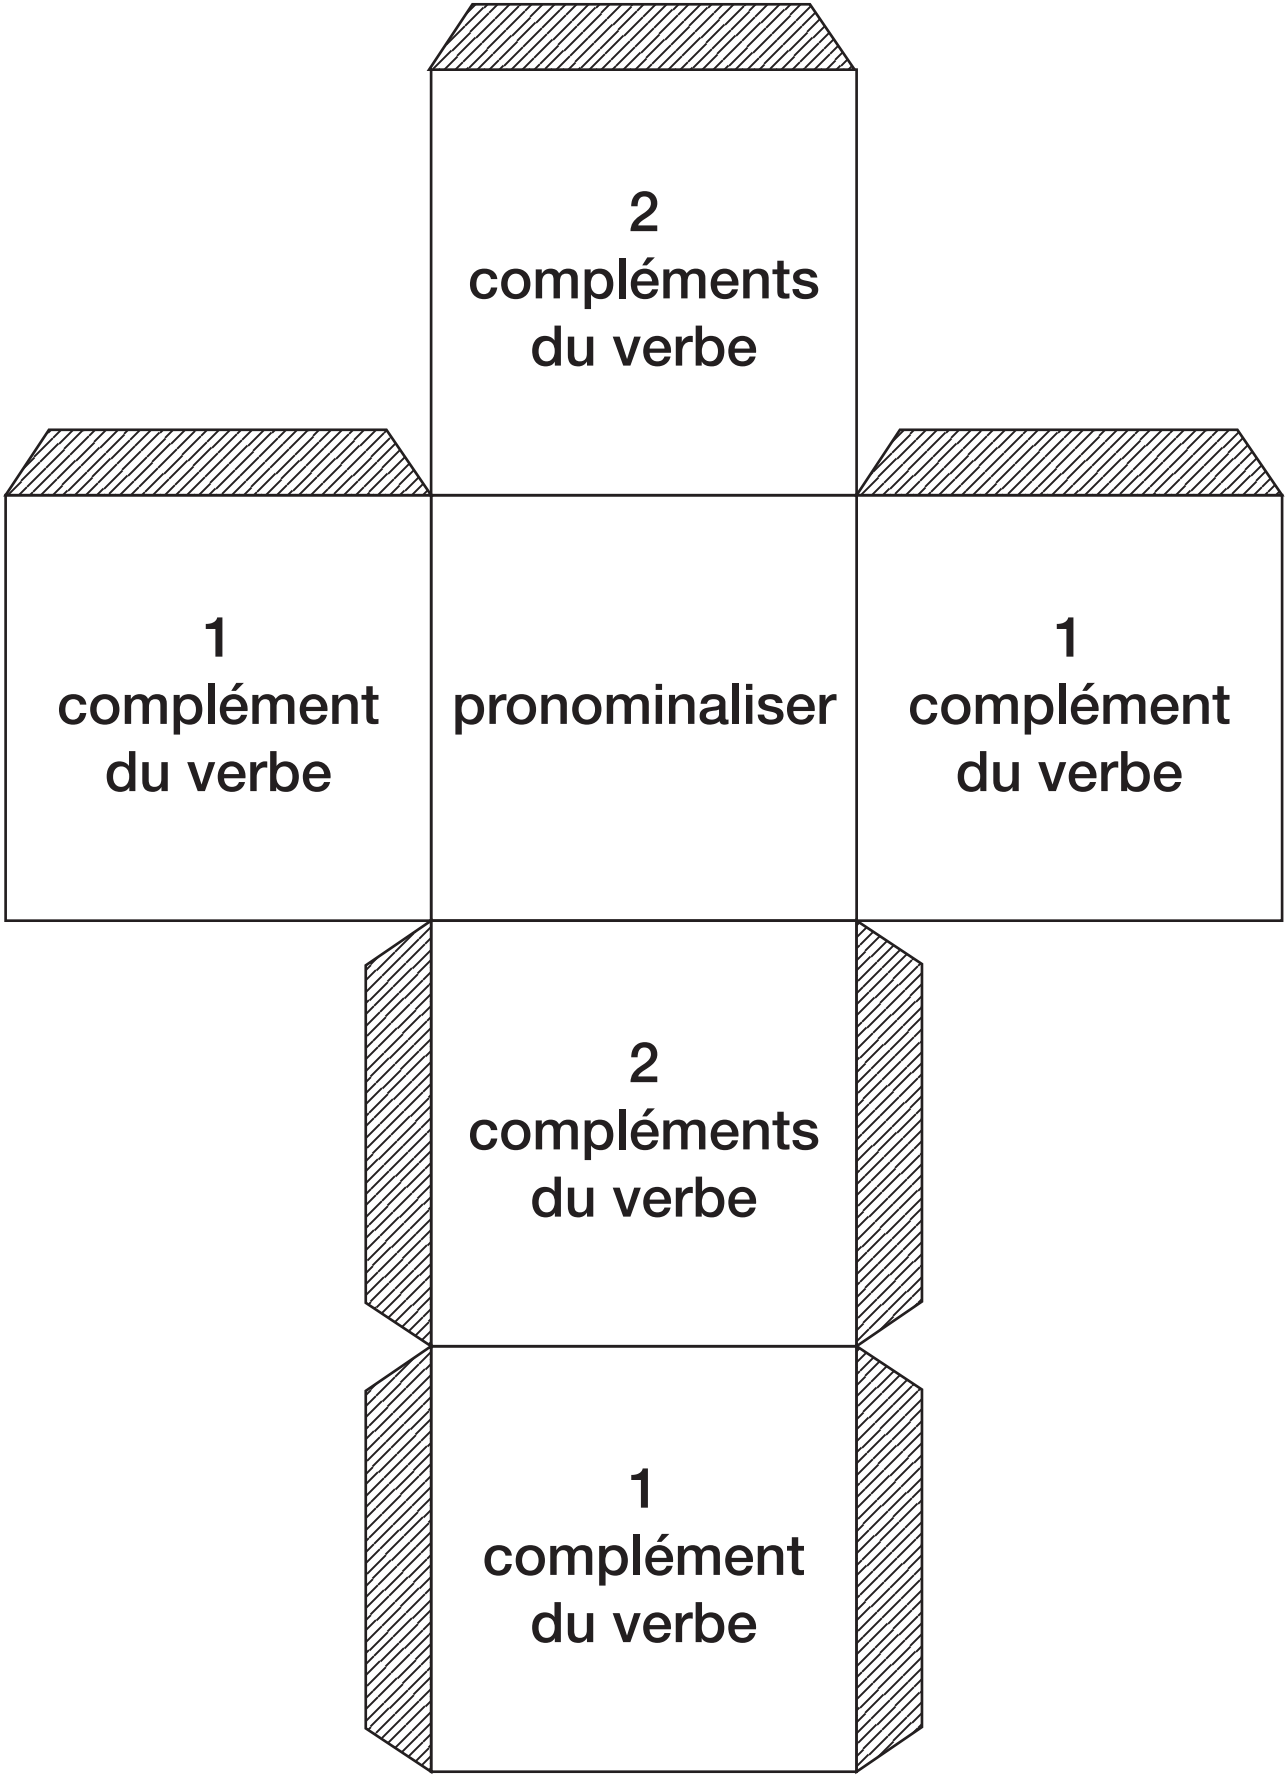 2
compléments
du verbe
1
complément
du verbe
pronominaliser
1
complément
du verbe
2
compléments
du verbe
1
complément
du verbe